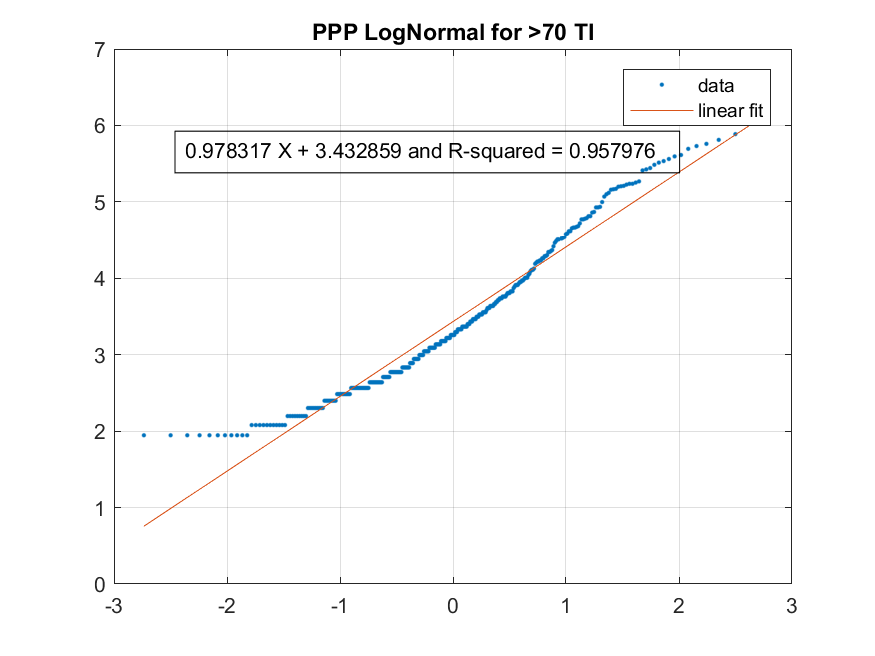 PPP LogNormal for >70 TI
7
data
linear fit
6
0.978317 X + 3.432859 and R-squared = 0.957976
5
4
3
2
1
0
-3 -2 -1 0 1 2 3